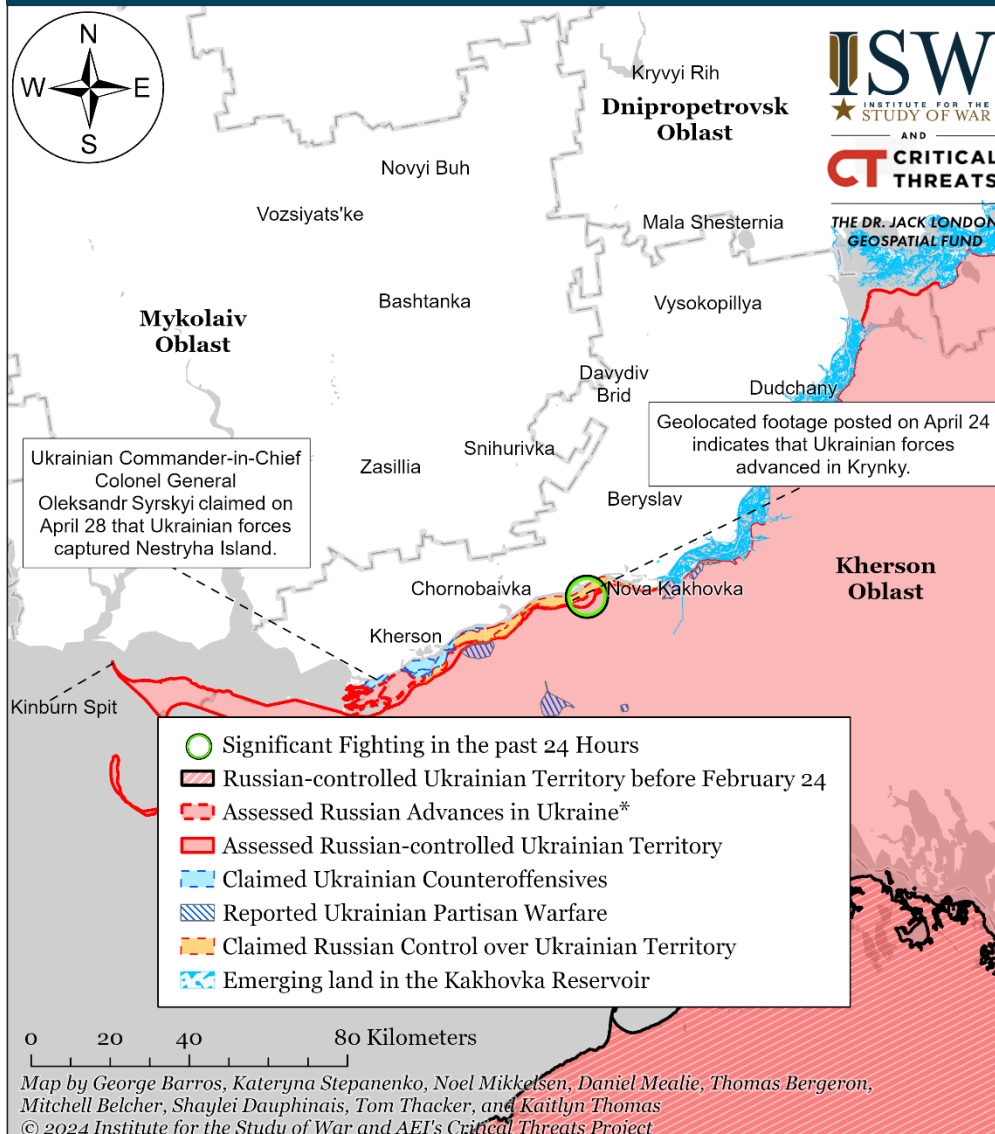 N
W
E
S
ISW
INSTITUTE FOR THE
STUDY OF WAR
AND
CT CRITICAL
THREATS
THE DR. JACK LONDON
GEOSPATIAL FUND
Kryvyi Rih
Dnipropetrovsk
Oblast
Novyi Buh
Vozsiyats'ke
Mala Shesternia
Bashtanka
Vysokopillya
Mykolaiv
Oblast
Davydiv
Brid
Dudchany
Geolocated footage posted on April 24
indicates that Ukrainian forces
advanced in Krynky.
Ukrainian Commander-in-Chief
Colonel General
Oleksandr Syrskyi claimed on
April 28 that Ukrainian forces
captured Nestryha Island.
Snihurivka
Zasillia
Beryslav
Kherson
Oblast
Chornobaivka
Nova Kakhovka
Kherson
Kinburn Spit
Significant Fighting in the past 24 Hours
Russian-controlled Ukrainian Territory before February 24
Assessed Russian Advances in Ukraine*
Assessed Russian-controlled Ukrainian Territory
Claimed Ukrainian Counteroffensives
Reported Ukrainian Partisan Warfare
Claimed Russian Control over Ukrainian Territory
Emerging land in the Kakhovka Reservoir
0 20 40 80 Kilometers
Map by George Barros, Kateryna Stepanenko, Noel Mikkelsen, Daniel Mealie, Thomas Bergeron,
Mitchell Belcher, Shaylei Dauphinais, Tom Thacker, and Kaitlyn Thomas
© 2024 Institute for the Study of War and AEI's Critical Threats Project